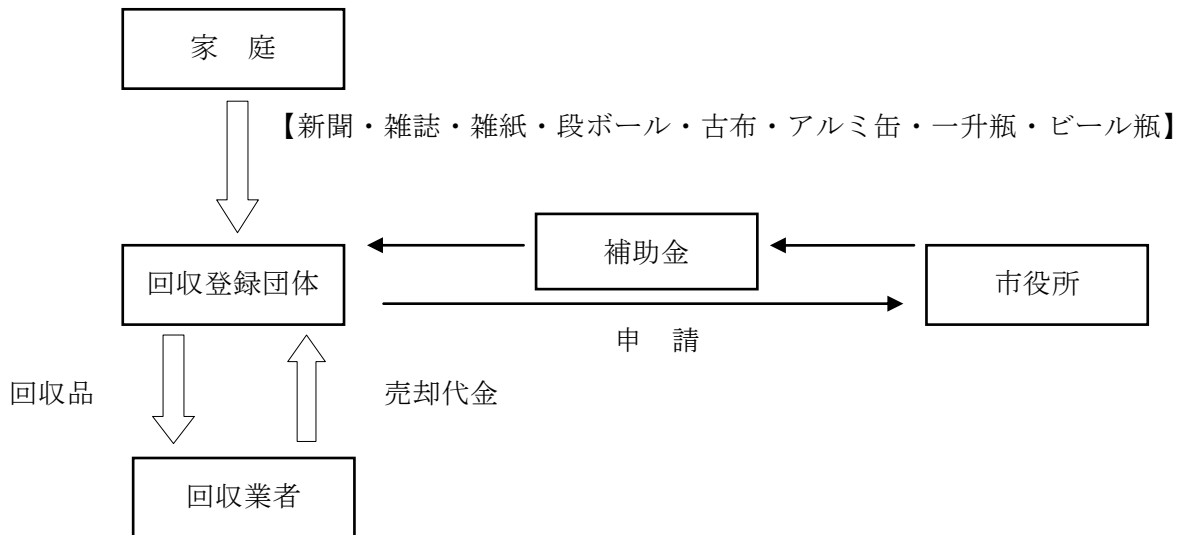 家　庭
【新聞・雑誌・雑紙・段ボール・古布・アルミ缶・一升瓶・ビール瓶】
補助金
回収登録団体
市役所
申　請
回収品
売却代金
回収業者